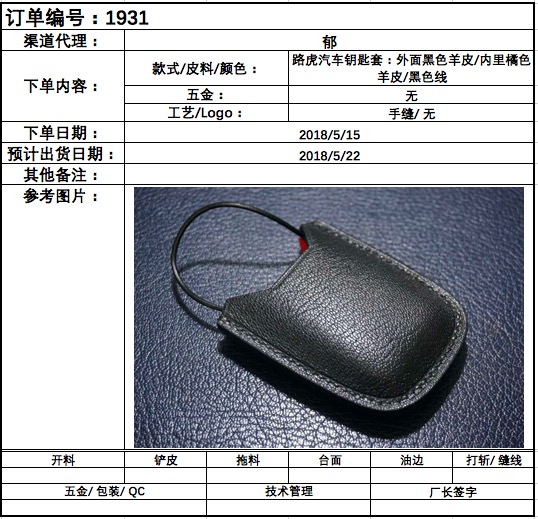 订单编号：1931
渠道代理：
郁
下单内容：
款式/皮料/颜色：
路虎汽车钥匙套：外面黑色羊皮/内里橘色
羊皮/黑色线
五金：
无
工艺/Logo：
手缝/ 无
下单日期：
2018/5/15
预计出货日期：
2018/5/22
其他备注：
参考图片：
开料
铲皮
拖料
台面
油边
打斩/ 缝线
五金/ 包装/ QC
技术管理
厂长签字